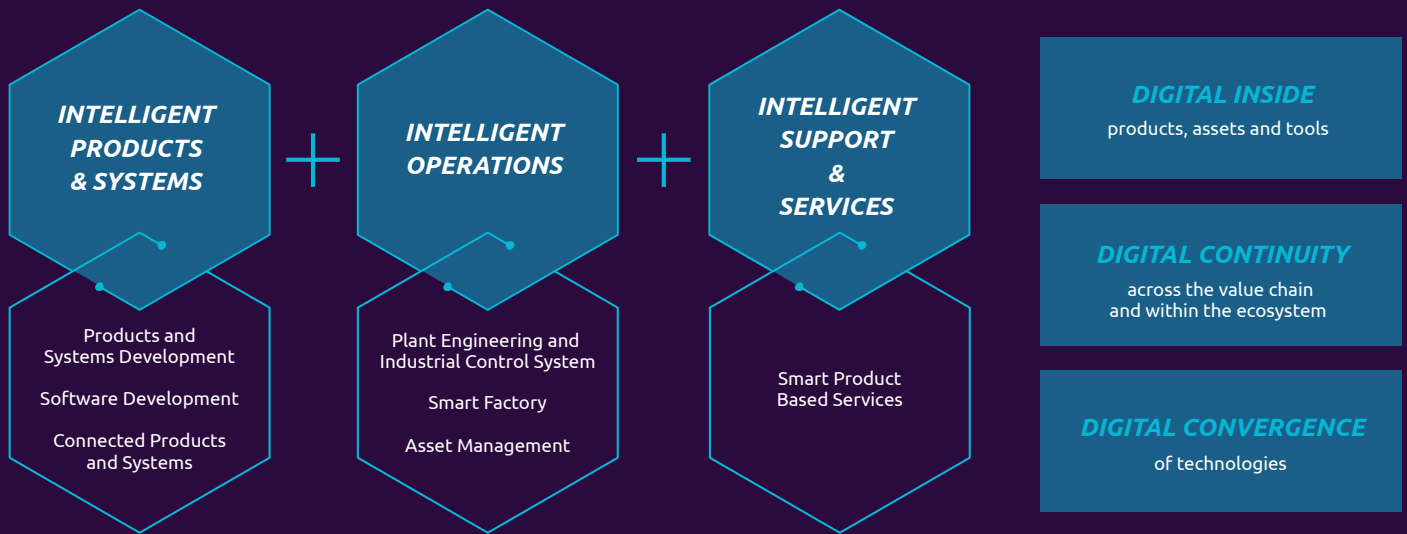 INTELLIGENT
PRODUCTS
& SYSTEMS
Products and
Systems Development
Software Development
Connected Products
and Systems
INTELLIGENT
OPERATIONS
Plant Engineering and
Industrial Control System
Smart Factory
Asset Management
INTELLIGENT
SUPPORT
&
SERVICES
Smart Product
Based Services
DIGITAL INSIDE
products, assets and tools
DIGITAL CONTINUITY
across the value chain
and within the ecosystem
DIGITAL CONVERGENCE
of technologies